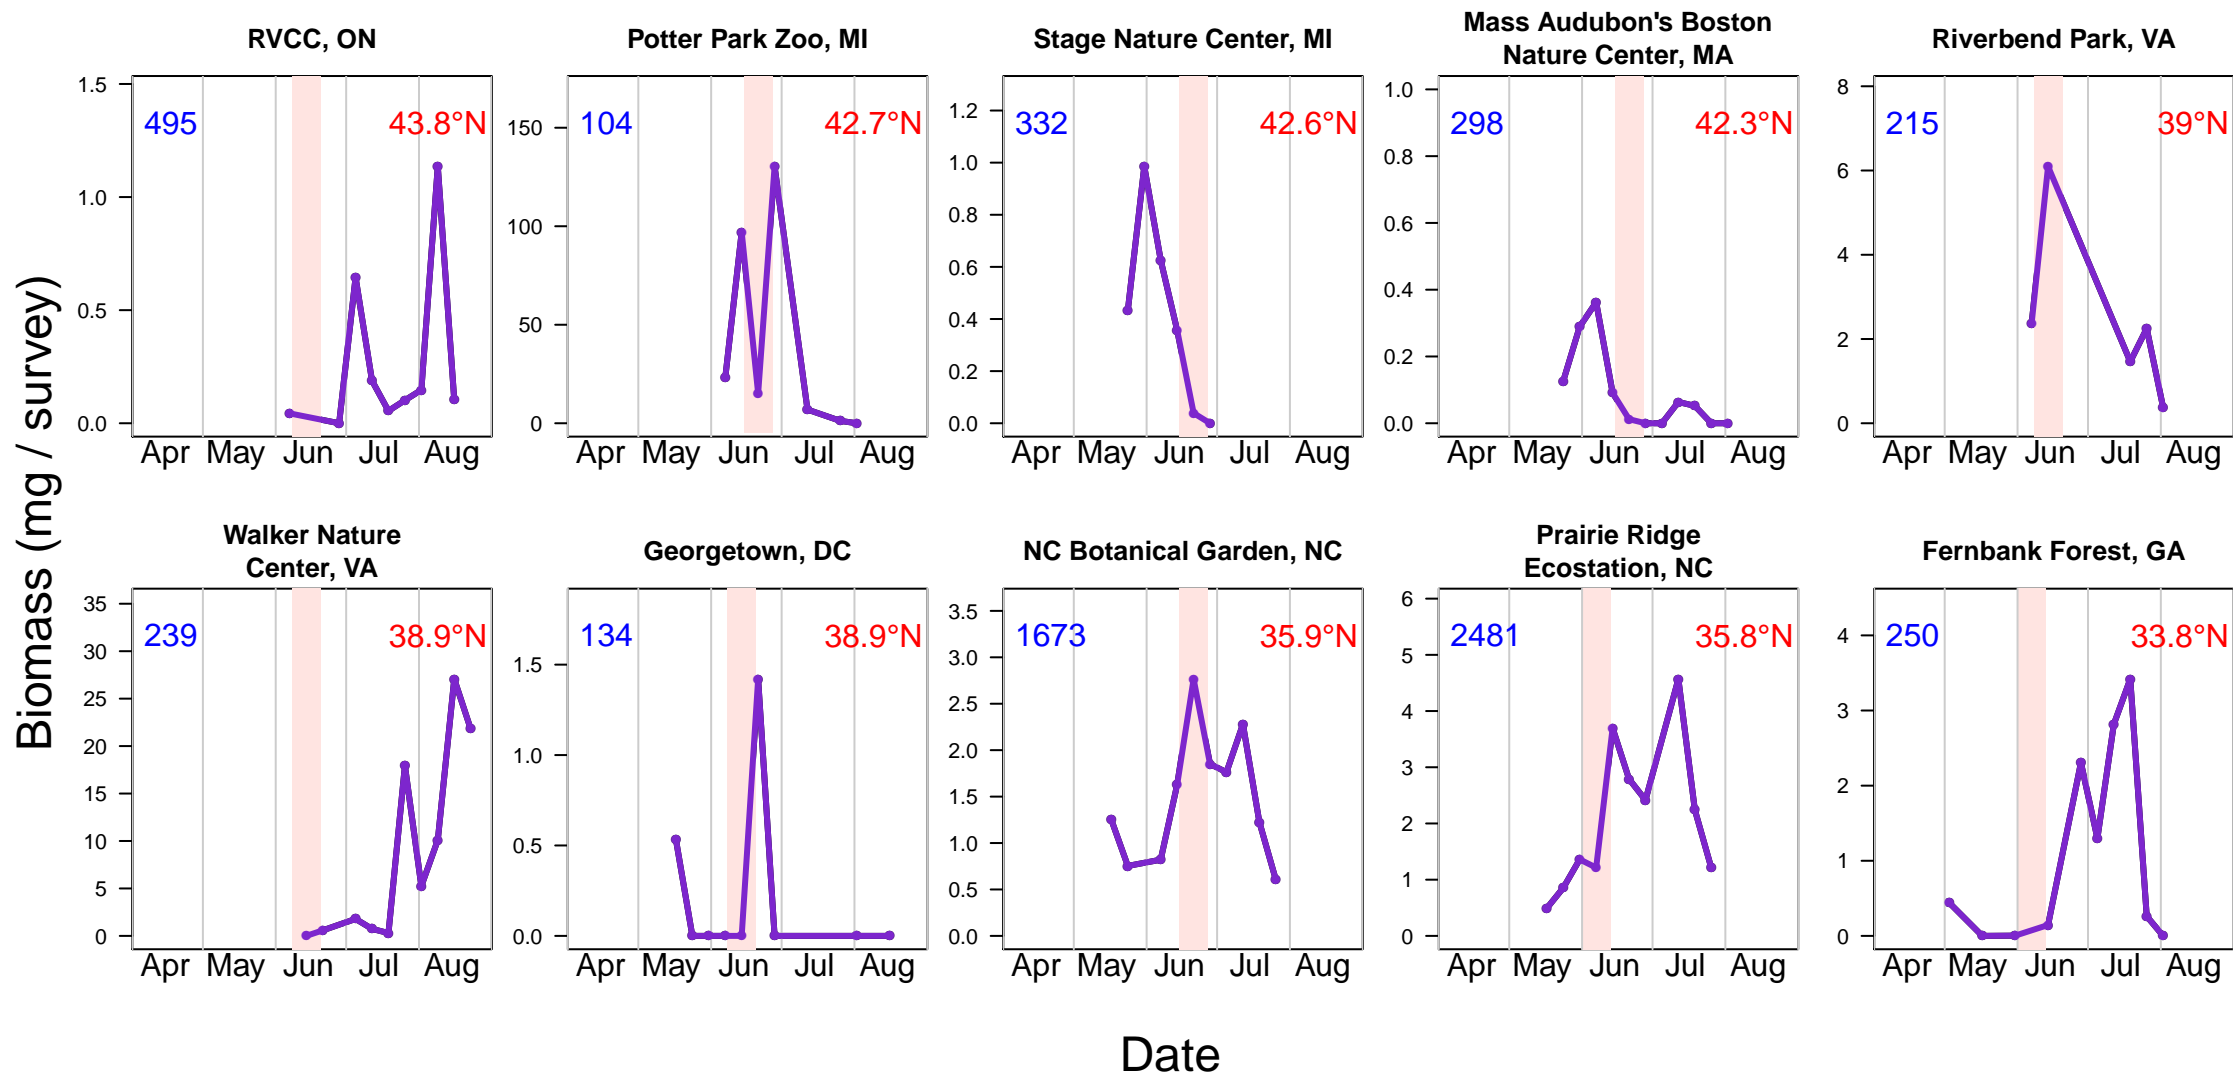 RVCC, ON
Potter Park Zoo, MI
Stage Nature Center, MI
Mass Audubon's Boston
Nature Center, MA
Riverbend Park, VA
1.5
1.0
0.5
0.0
495
43.8°N
Apr May Jun Jul Aug
150
100
50
0
104
42.7°N
Apr May Jun Jul Aug
1.2
1.0
0.8
0.6
0.4
0.2
0.0
332
42.6°N
Apr May Jun Jul Aug
1.0
0.8
0.6
0.4
0.2
0.0
298
42.3°N
Apr May Jun Jul Aug
8
6
4
2
0
215
39°N
Apr May Jun Jul Aug
Biomass (mg / survey)
Walker Nature
Center, VA
Georgetown, DC
NC Botanical Garden, NC
Prairie Ridge
Ecostation, NC
Fernbank Forest, GA
35
30
25
20
15
10
5
0
239
38.9°N
Apr May Jun Jul Aug
1.5
1.0
0.5
0.0
134
38.9°N
Apr May Jun Jul Aug
3.5
3.0
2.5
2.0
1.5
1.0
0.5
0.0
1673
35.9°N
Apr May Jun Jul Aug
6
5
4
3
2
1
0
2481
35.8°N
Apr May Jun Jul Aug
4
3
2
1
0
250
33.8°N
Apr May Jun Jul Aug
Date